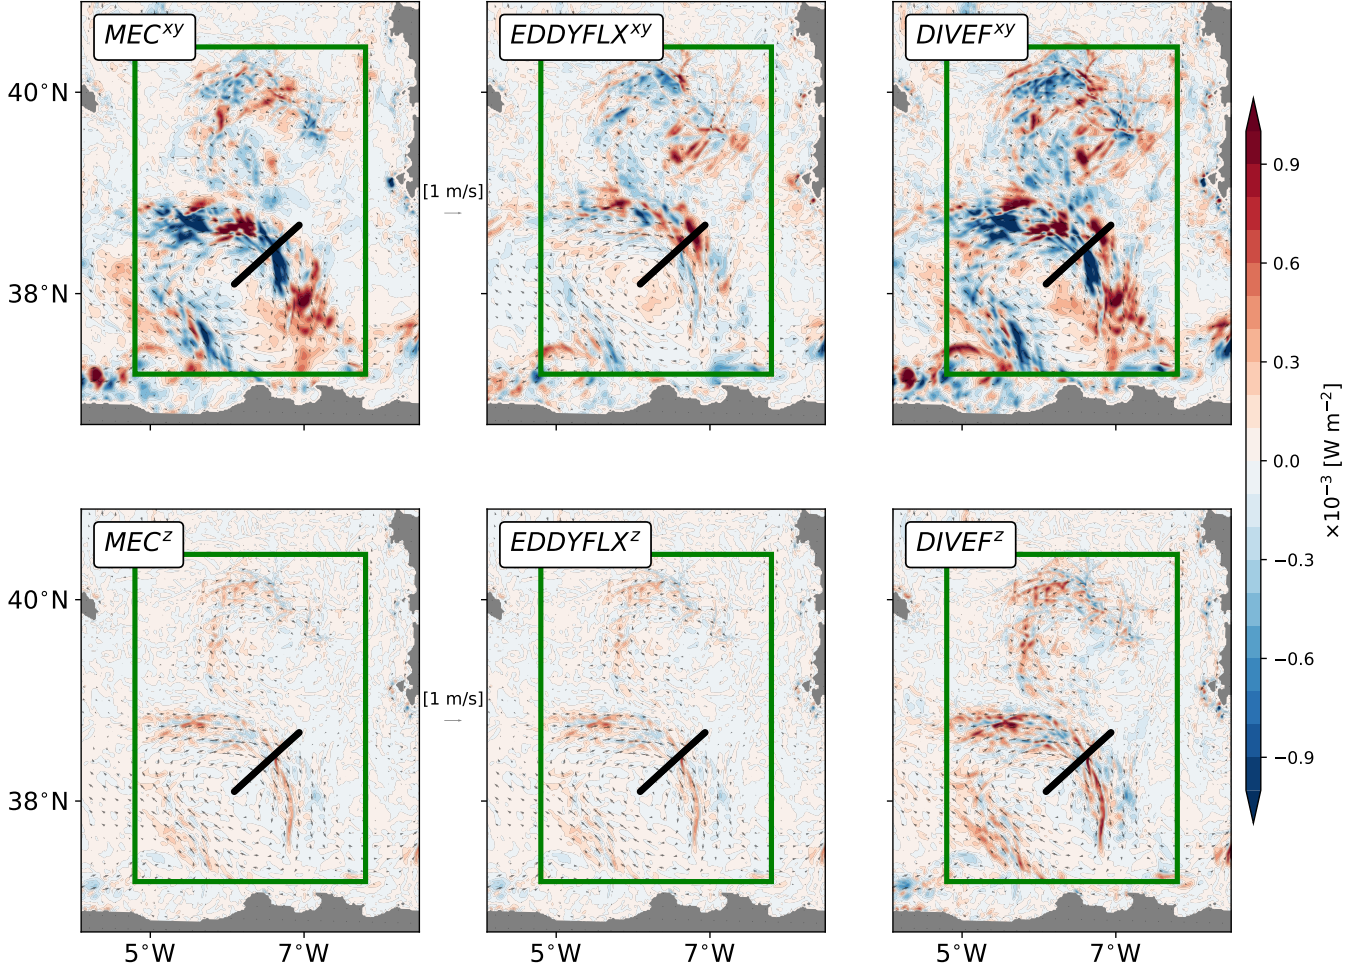 MECˣʸ EDDYFLXˣʸ DIVEFˣʸ
40°N
[1 m/s]
38°N
0.9
0.6
0.3
0.0
−0.3
−0.6
−0.9
×10⁻³ [W m⁻²]
MECᶻ EDDYFLXᶻ DIVEFᶻ
40°N
[1 m/s]
38°N
5°W 7°W 5°W 7°W 5°W 7°W